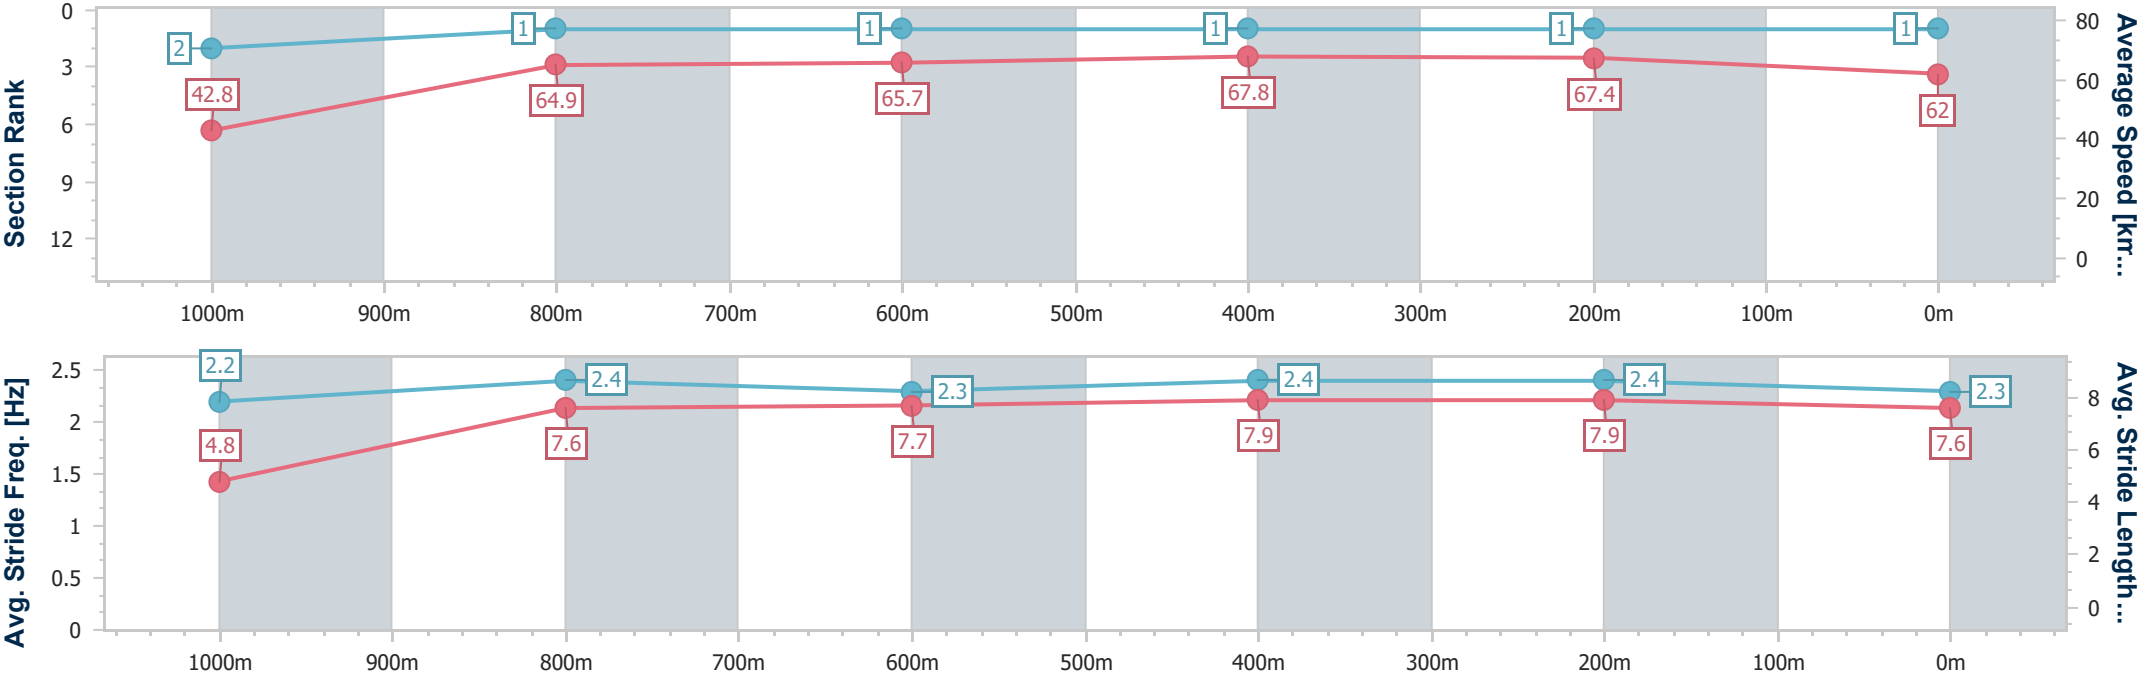 Section Rank
0
3
6
9
12
2
1
1
1
1
1
42.8
64.9
65.7
67.8
67.4
62
80
60
40
20
0
Average Speed [km...
1000m
900m
800m
700m
600m
500m
400m
300m
200m
100m
0m
Avg. Stride Freq. [Hz]
2.5
2
1.5
1
0.5
0
2.2
2.4
2.3
2.4
2.4
2.3
4.8
7.6
7.7
7.9
7.9
7.6
8
6
4
2
0
Avg. Stride Length...
1000m
900m
800m
700m
600m
500m
400m
300m
200m
100m
0m